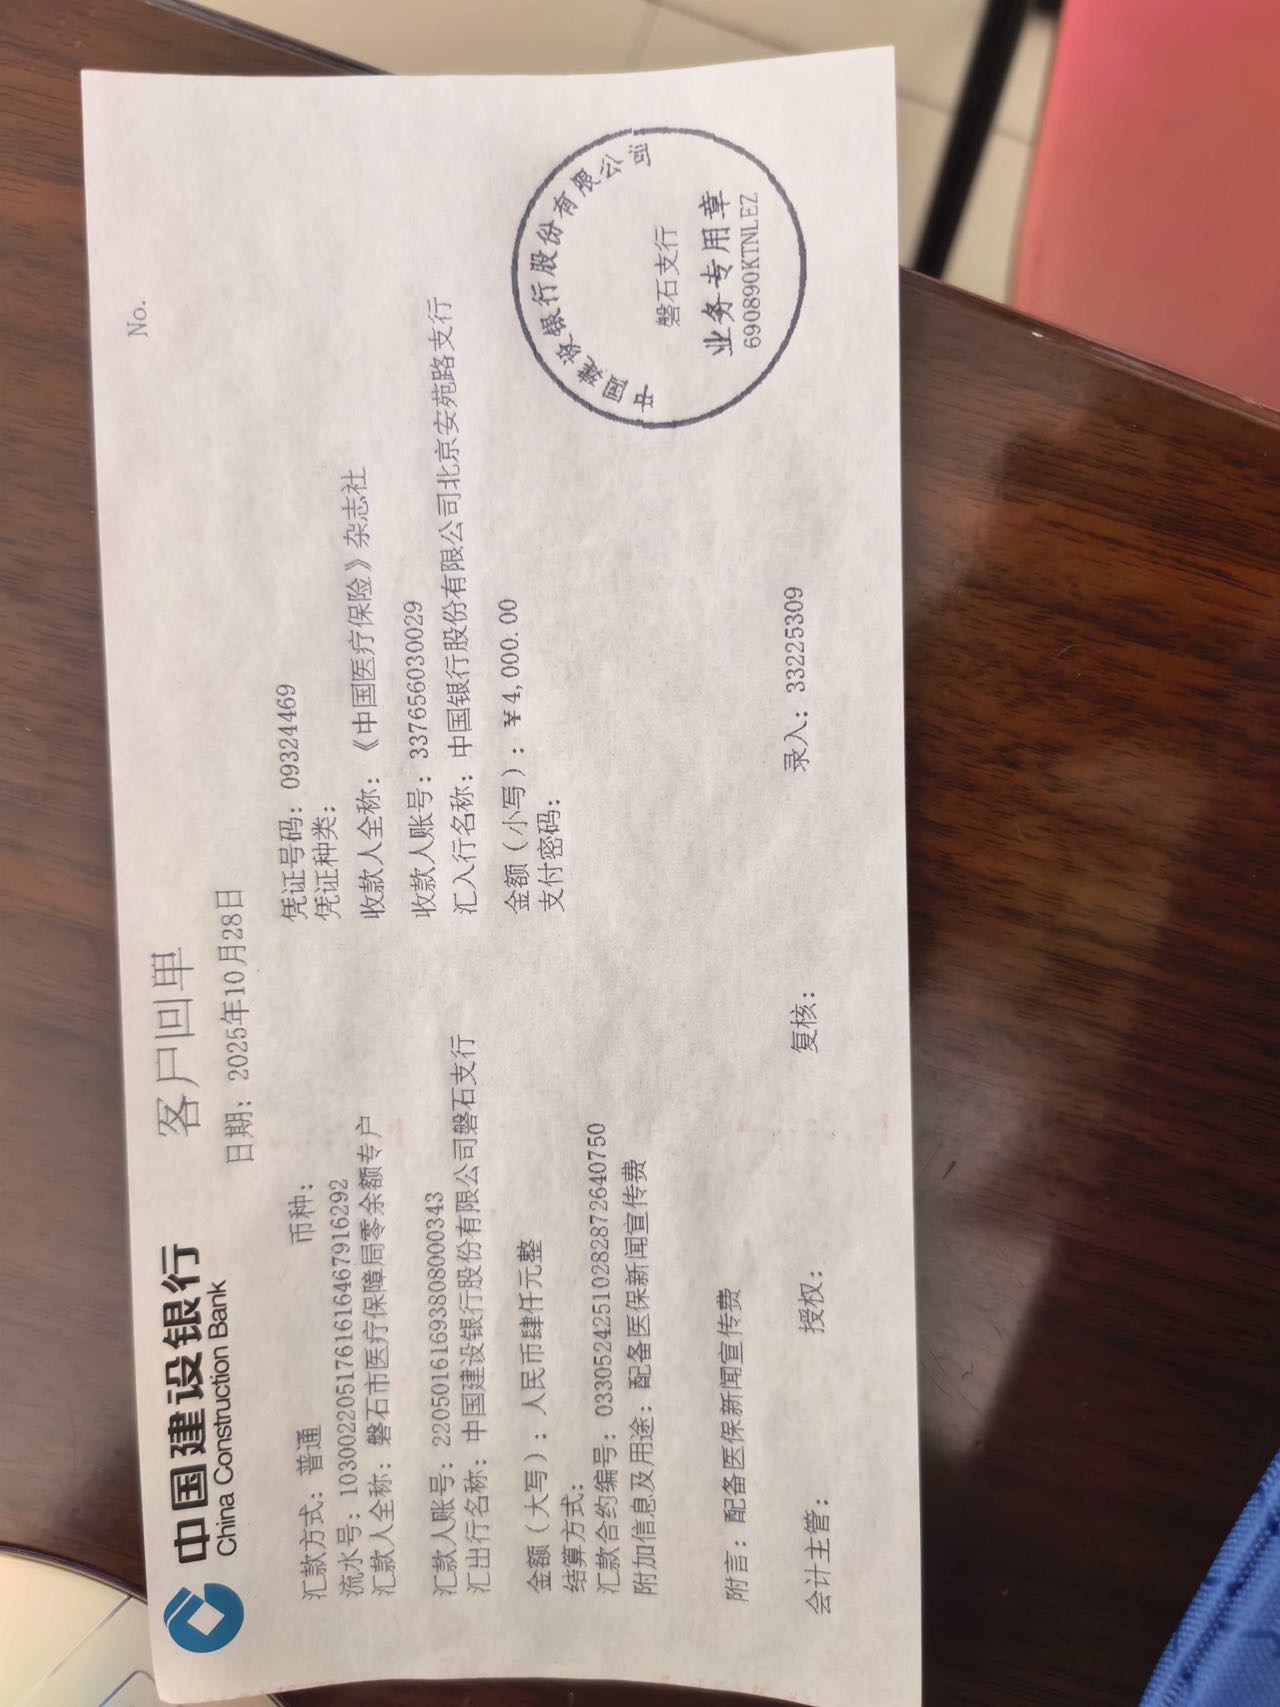 中国建设银行
China Construction Bank
客户回单
No.
日期：2025年10月28日
汇款方式：普通 币种： 凭证号码：09324469
凭证种类：
流水号：103002205176161646791​6292
汇款人全称：磐石市医疗保障局零余额专户 收款人全称：《中国医疗保险》杂志社
汇款人账号：22050161693808000343 收款人账号：337656030029
汇出行名称：中国建设银行股份有限公司磐石支行 汇入行名称：中国银行股份有限公司北京安苑路支行
金额（大写）：人民币肆仟元整 金额（小写）：¥4,000.00
结算方式： 支付密码：
汇款合约编号：03305242510282872640750
附加信息及用途：配备医保新闻宣传费
附言：配备医保新闻宣传费
会计主管： 授权： 复核： 录入：33225309
中国建设银行股份有限公司
磐石支行
业务专用章
690890KTNLEZ